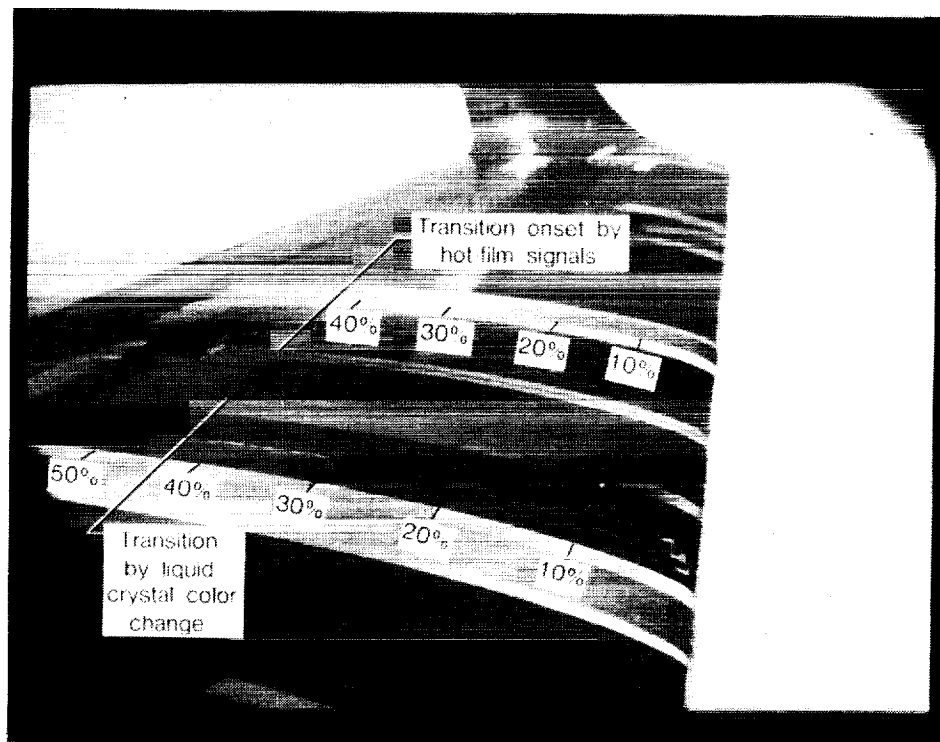 Transition onset by
hot film signals
40%
30%
20%
10%
50%
40%
30%
20%
10%
Transition
by liquid
crystal color
change